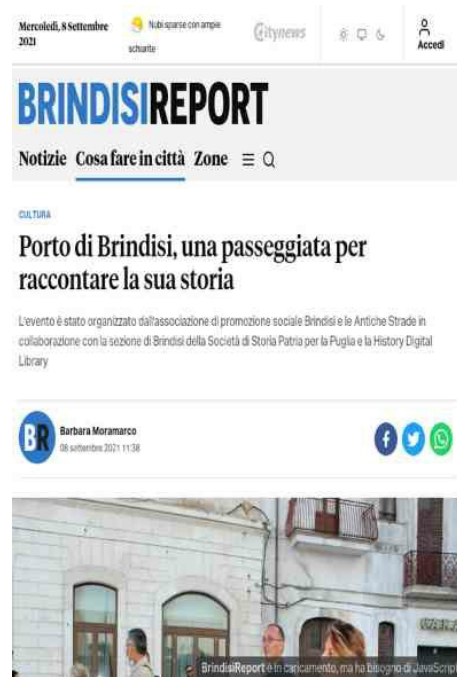 Mercoledì, 8 Settembre
2021
Nubi sparse con ampie
schiarite
Citynews
Accedi
BRINDISIREPORT
Notizie Cosa fare in città Zone
CULTURA
Porto di Brindisi, una passeggiata per
raccontare la sua storia
L'evento è stato organizzato dall'associazione di promozione sociale Brindisi e le Antiche Strade in
collaborazione con la sezione di Brindisi della Società di Storia Patria per la Puglia e la History Digital
Library
BR
Barbara Moramarco
08 settembre 2021 11:38
BrindisiReport è in caricamento, ma ha bisogno di JavaScript